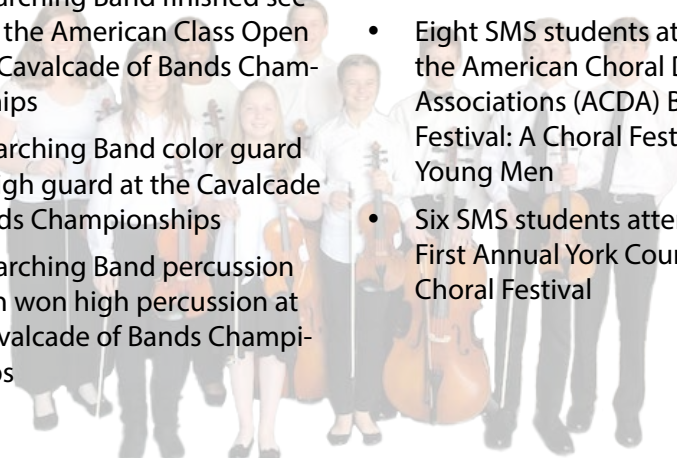 arching Band finished sec-
the American Class Open
Cavalcade of Bands Cham-
ips
arching Band color guard
igh guard at the Cavalcade
ds Championships
arching Band percussion
n won high percussion at
valcade of Bands Champi-
s
• Eight SMS students at
the American Choral D
Associations (ACDA) B
Festival: A Choral Fest
Young Men
• Six SMS students atte
First Annual York Cou
Choral Festival